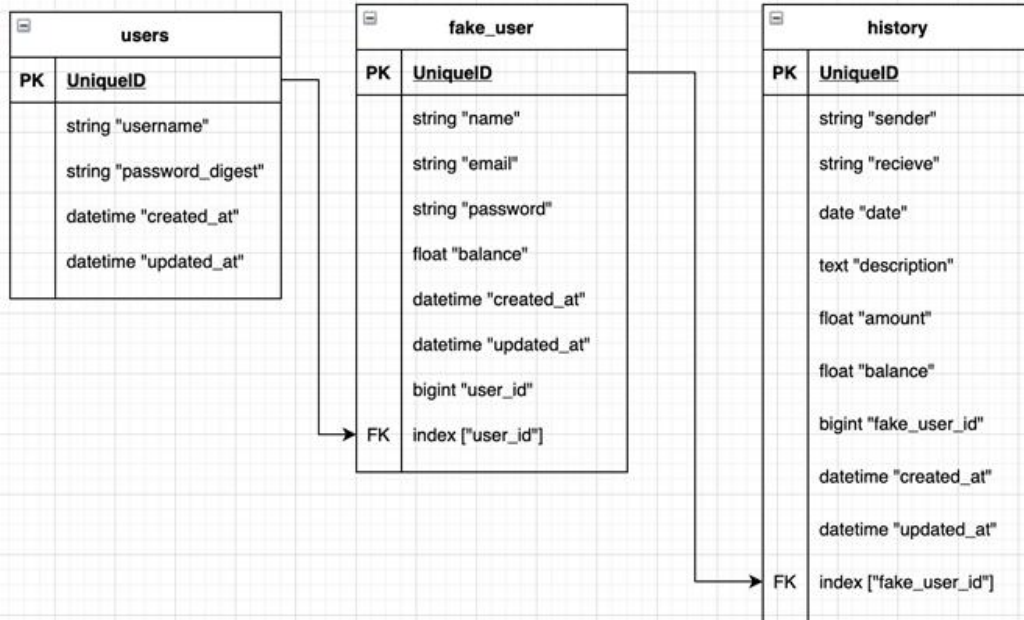 users
PK UniqueID
string "username"
string "password_digest"
datetime "created_at"
datetime "updated_at"
fake_user
PK UniqueID
string "name"
string "email"
string "password"
float "balance"
datetime "created_at"
datetime "updated_at"
bigint "user_id"
FK index ["user_id"]
history
PK UniqueID
string "sender"
string "recieve"
date "date"
text "description"
float "amount"
float "balance"
bigint "fake_user_id"
datetime "created_at"
datetime "updated_at"
FK index ["fake_user_id"]